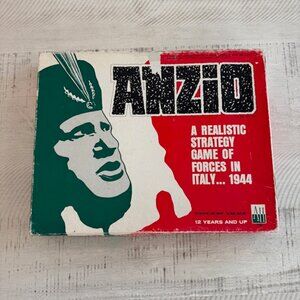 ANZiO
A REALISTIC
STRATEGY
GAME OF
FORCES IN
ITALY... 1944
12 YEARS AND UP